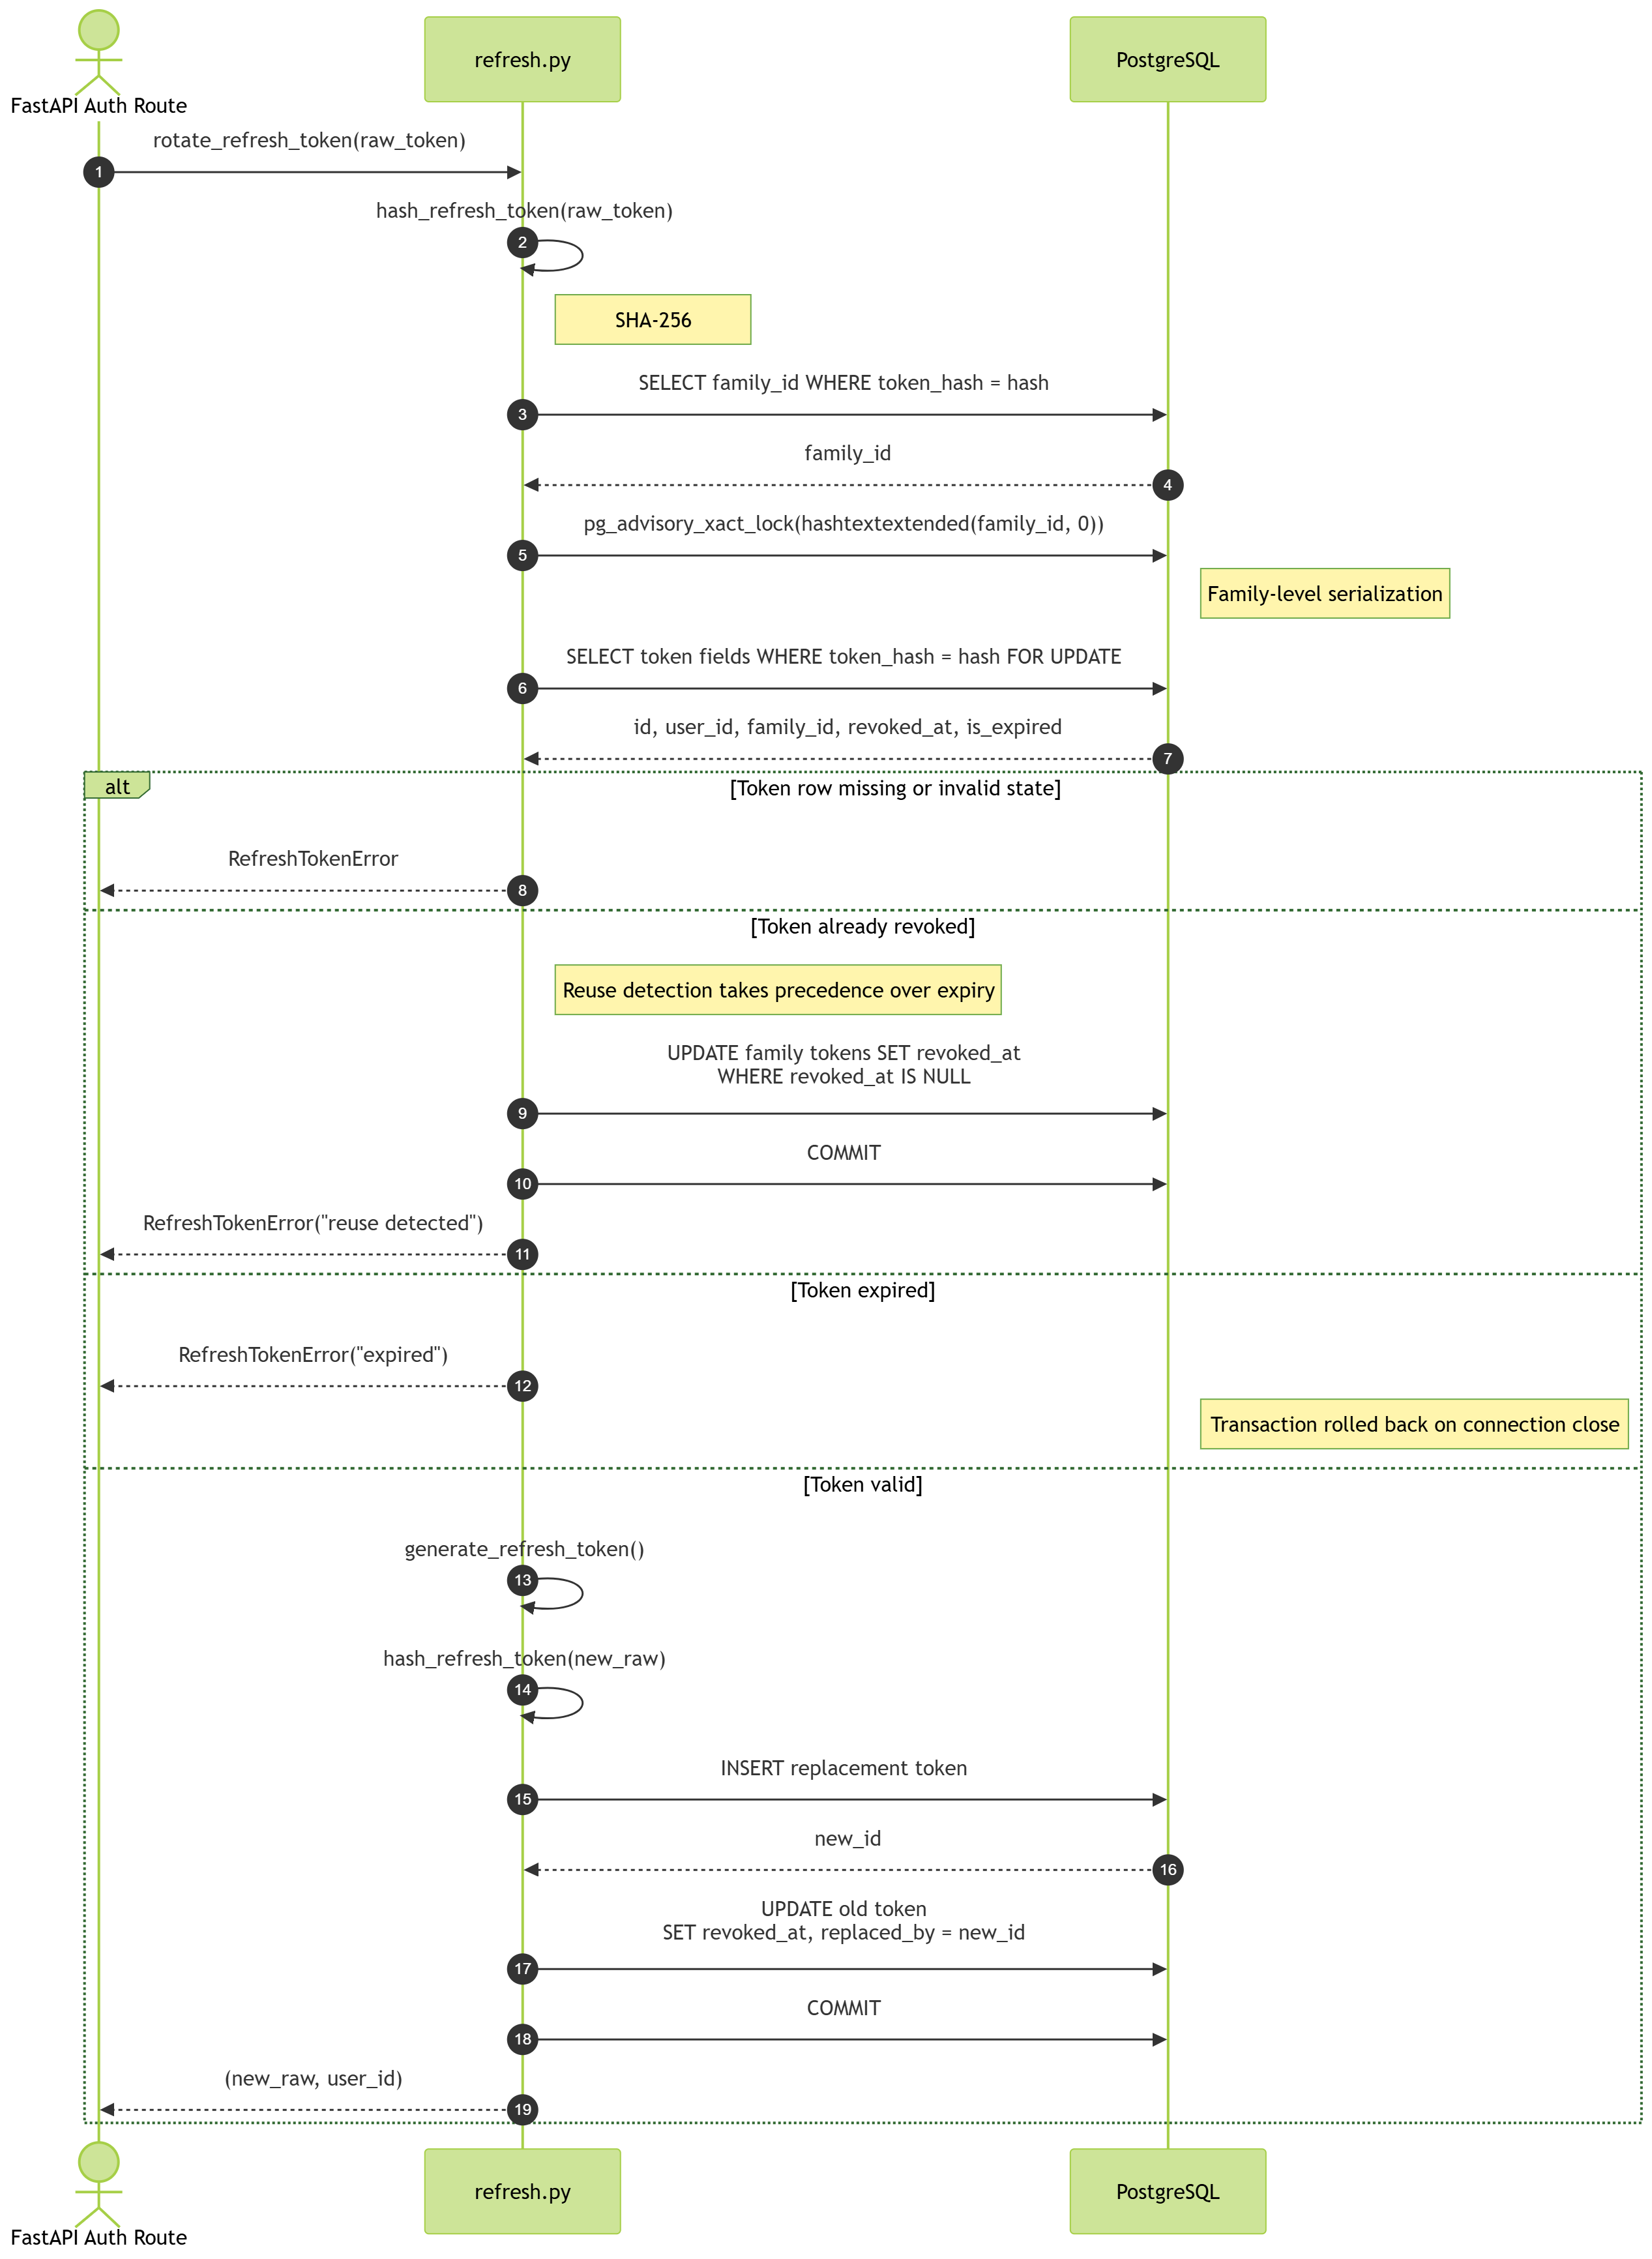 refresh.py
PostgreSQL
FastAPI Auth Route
rotate_refresh_token(raw_token)
1
hash_refresh_token(raw_token)
2
SHA-256
SELECT family_id WHERE token_hash = hash
3
family_id
4
pg_advisory_xact_lock(hashtextextended(family_id, 0))
5
Family-level serialization
SELECT token fields WHERE token_hash = hash FOR UPDATE
6
id, user_id, family_id, revoked_at, is_expired
7
alt
[Token row missing or invalid state]
RefreshTokenError
8
[Token already revoked]
Reuse detection takes precedence over expiry
UPDATE family tokens SET revoked_at
WHERE revoked_at IS NULL
9
COMMIT
10
RefreshTokenError("reuse detected")
11
[Token expired]
RefreshTokenError("expired")
12
Transaction rolled back on connection close
[Token valid]
generate_refresh_token()
13
hash_refresh_token(new_raw)
14
INSERT replacement token
15
new_id
16
UPDATE old token
SET revoked_at, replaced_by = new_id
17
COMMIT
18
(new_raw, user_id)
19
refresh.py
PostgreSQL
FastAPI Auth Route